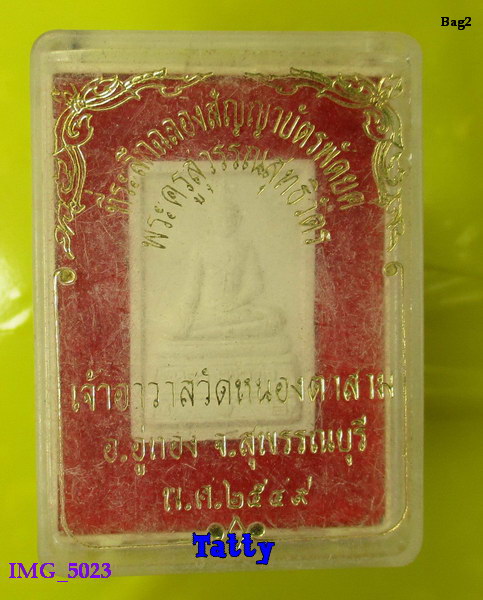 Bag2
ที่ระลึกฉลองสัญญาบัตรพัดยศ
พระครูสุวรรณสุทธิวัตร
เจ้าอาวาสวัดหนองตาสาม
อ.อู่ทอง จ.สุพรรณบุรี
พ.ศ.๒๕๔๙
Tatty
IMG_5023